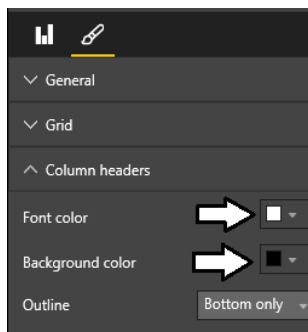 General
Grid
Column headers
Font color
Background color
Outline Bottom only